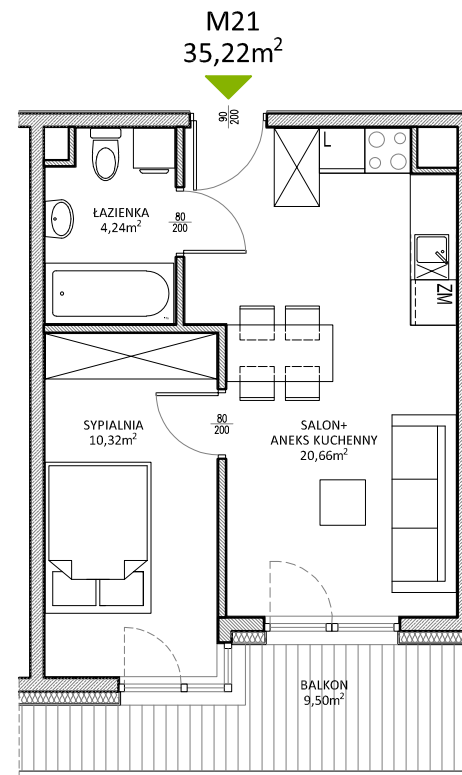 M21
35,22m²
90
200
L
ŁAZIENKA
4,24m²
80
200
ZM
SYPIALNIA
10,32m²
80
200
SALON+
ANEKS KUCHENNY
20,66m²
BALKON
9,50m²